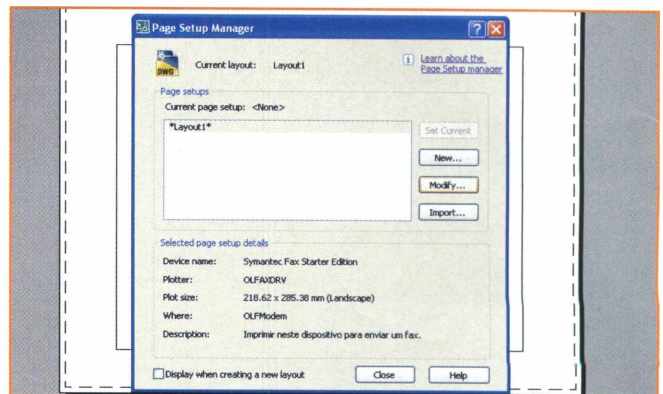 Page Setup Manager
DWG
Current layout: Layout1
Learn about the
Page Setup manager
Page setups
Current page setup: <None>
*Layout1*
Set Current
New...
Modify...
Import...
Selected page setup details
Device name: Symantec Fax Starter Edition
Plotter: OLFAXDRV
Plot size: 218.62 x 285.38 mm (Landscape)
Where: OLFModem
Description: Imprimir neste dispositivo para enviar um fax.
Display when creating a new layout
Close
Help